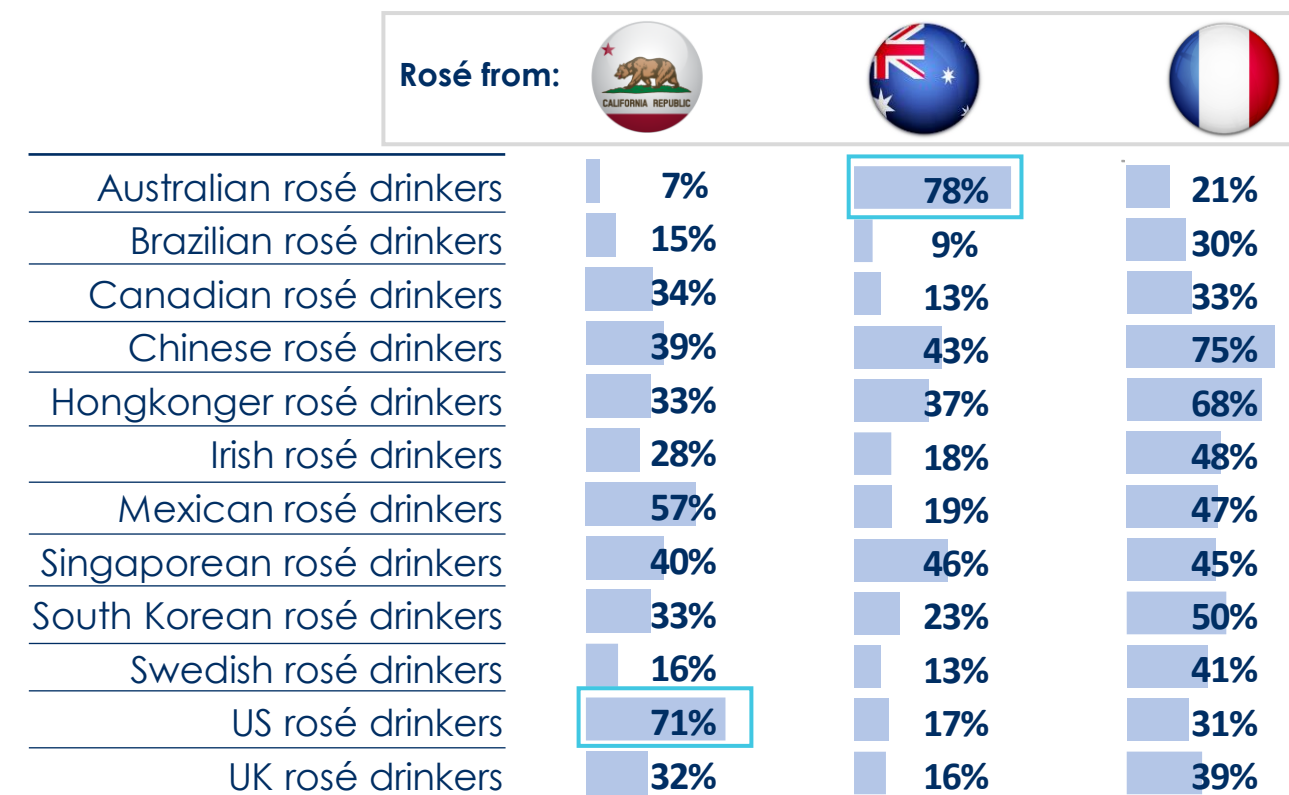 Rosé from:
CALIFORNIA REPUBLIC
Australian rosé drinkers 7% 78% 21%
Brazilian rosé drinkers 15% 9% 30%
Canadian rosé drinkers 34% 13% 33%
Chinese rosé drinkers 39% 43% 75%
Hongkonger rosé drinkers 33% 37% 68%
Irish rosé drinkers 28% 18% 48%
Mexican rosé drinkers 57% 19% 47%
Singaporean rosé drinkers 40% 46% 45%
South Korean rosé drinkers 33% 23% 50%
Swedish rosé drinkers 16% 13% 41%
US rosé drinkers 71% 17% 31%
UK rosé drinkers 32% 16% 39%